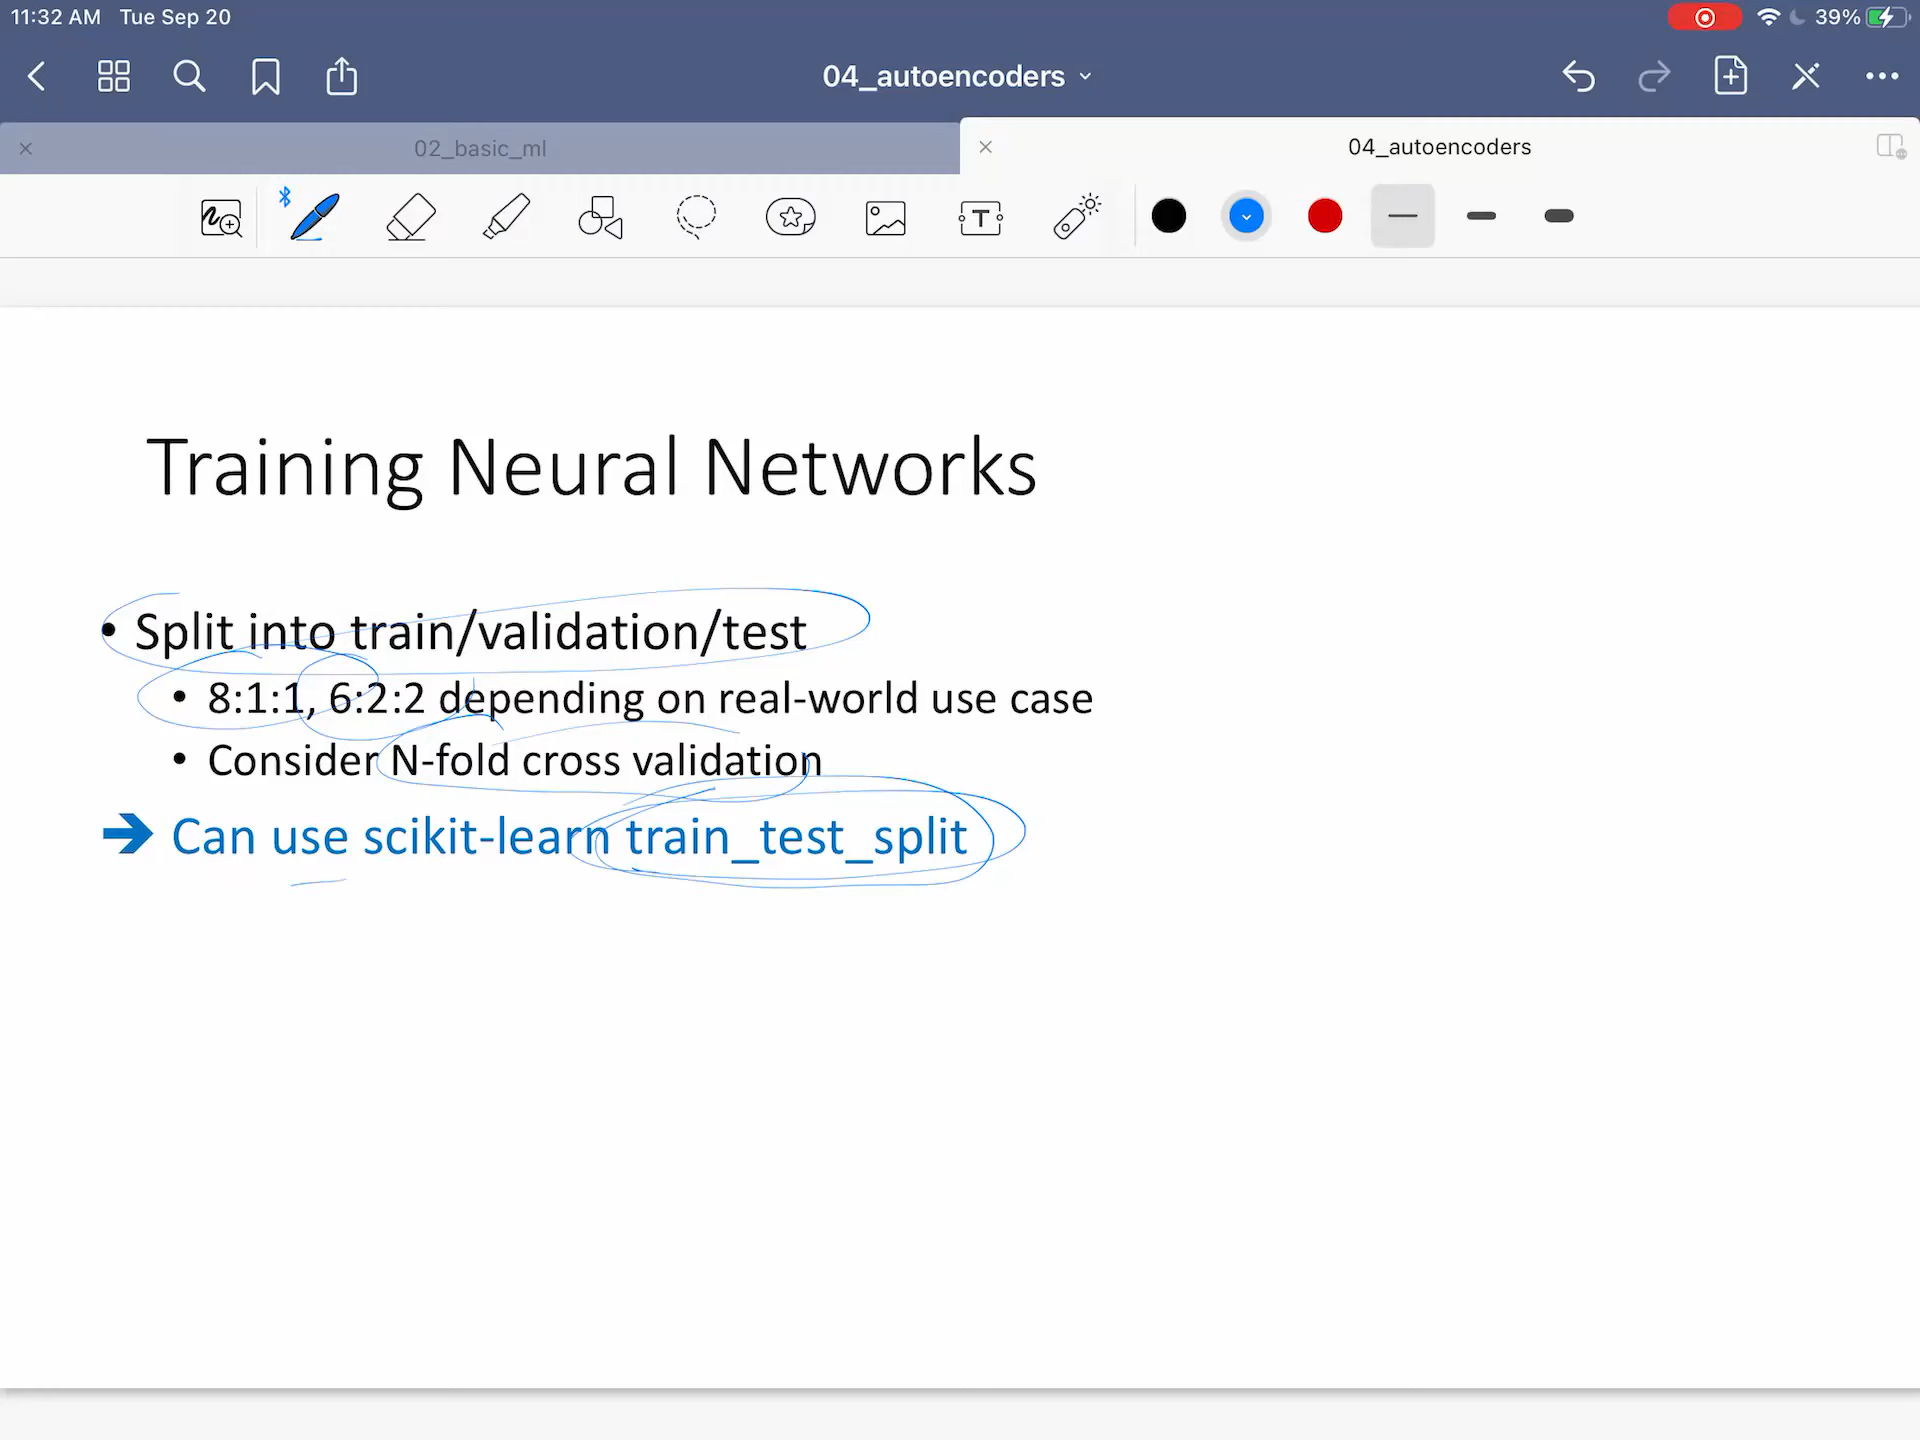 11:32 AM Tue Sep 20
39%
04_autoencoders
02_basic_ml
04_autoencoders
T
Training Neural Networks
• Split into train/validation/test
• 8:1:1, 6:2:2 depending on real-world use case
• Consider N-fold cross validation
➔ Can use scikit-learn train_test_split